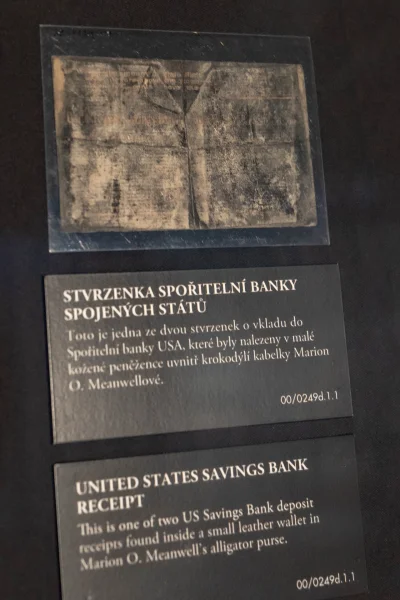 STVRZENKA SPOŘITELNÍ BANKY
SPOJENÝCH STÁTŮ
Toto je jedna ze dvou stvrzenek o vkladu do
Spořitelní banky USA, které byly nalezeny v malé
kožené peněžence uvnitř krokodýlí kabelky Marion
O. Meanwellové.
00/0249d.1.1
UNITED STATES SAVINGS BANK
RECEIPT
This is one of two US Savings Bank deposit
receipts found inside a small leather wallet in
Marion O. Meanwell's alligator purse.
00/0249d.1.1